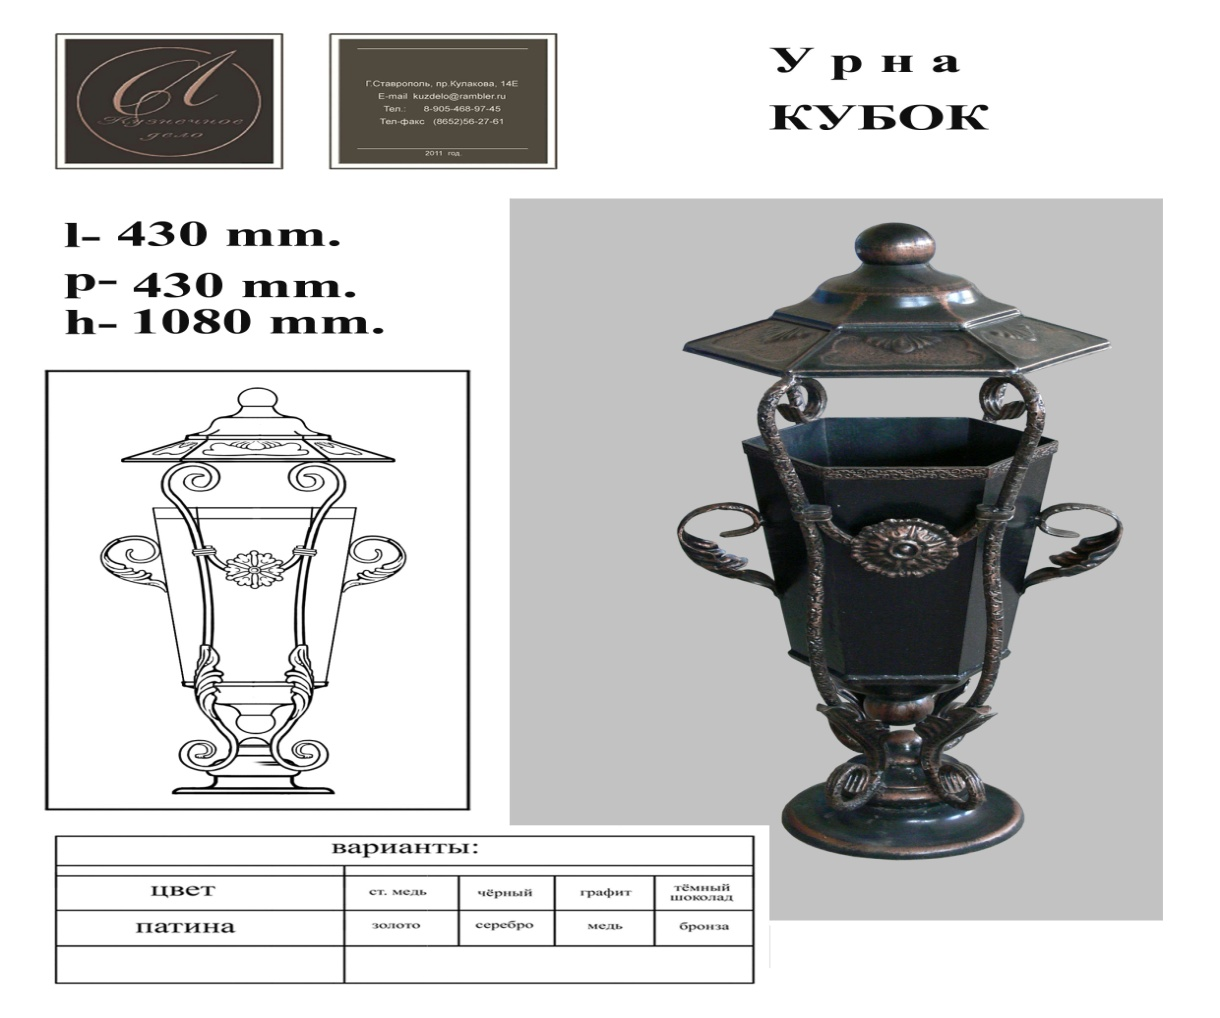 СА
Кузнечное
дело
Г.Ставрополь, пр.Кулакова, 14Е
E-mail kuzdelo@rambler.ru
Тел.: 8-905-468-97-45
Тел-факс (8652)56-27-61
2011 год
Урна
КУБОК
l- 430 mm.
p- 430 mm.
h- 1080 mm.
варианты:
цвет ст. медь чёрный графит тёмный шоколад
патина золото серебро медь бронза